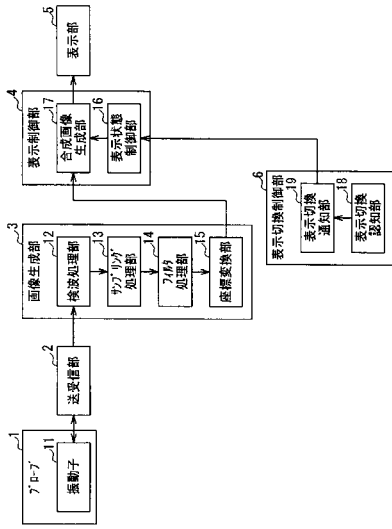 1
プローブ
11
振動子
2
送受信部
3
画像生成部
12
検波処理部
13
サンプリング
処理部
14
フィルタ
処理部
15
座標変換部
4
表示制御部
17
合成画像
生成部
16
表示状態
制御部
5
表示部
6
表示切換制御部
19
表示切換
通知部
18
表示切換
認知部